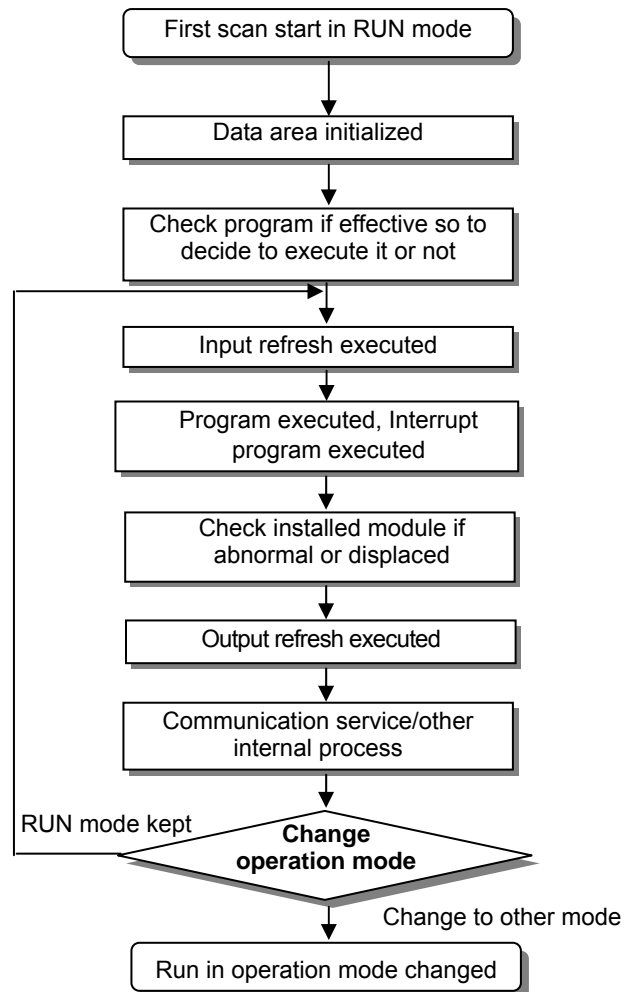 First scan start in RUN mode
Data area initialized
Check program if effective so to
decide to execute it or not
Input refresh executed
Program executed, Interrupt
program executed
Check installed module if
abnormal or displaced
Output refresh executed
Communication service/other
internal process
RUN mode kept
Change
operation mode
Change to other mode
Run in operation mode changed